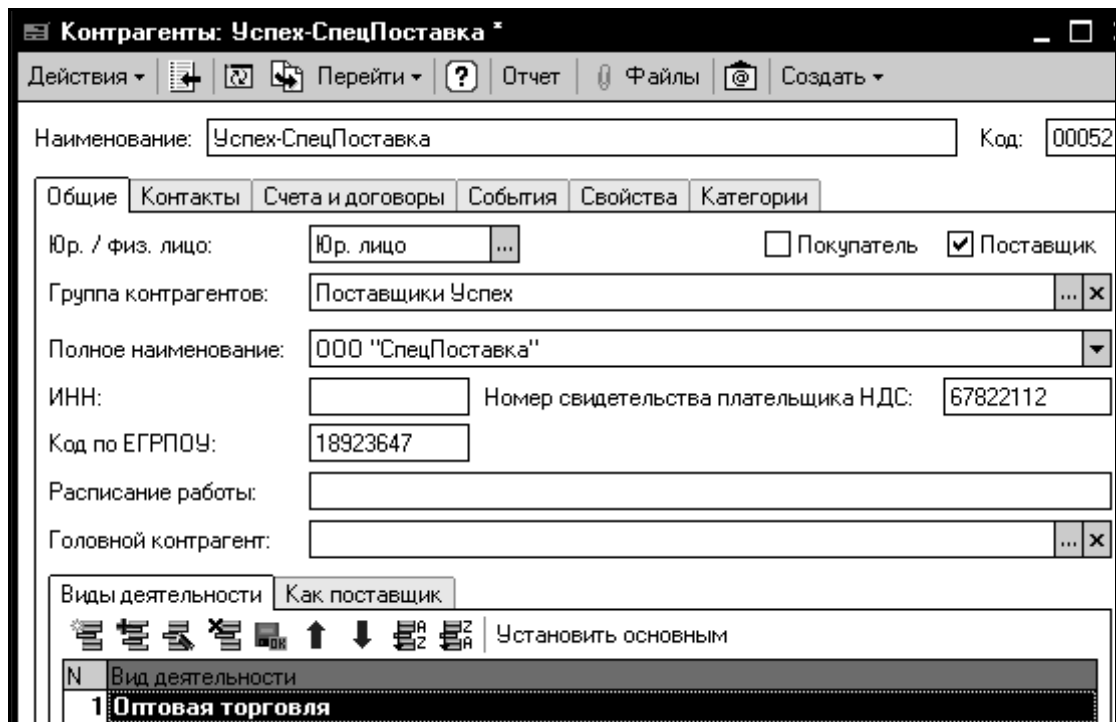 Контрагенты: Успех-СпецПоставка *
Действия Перейти ? Отчет Файлы Создать
Наименование: Успех-СпецПоставка Код: 00052
Общие Контакты Счета и договоры События Свойства Категории
Юр. / физ. лицо: Юр. лицо ... Покупатель Поставщик
Группа контрагентов: Поставщики Успех ... x
Полное наименование: ООО "СпецПоставка"
ИНН: Номер свидетельства плательщика НДС: 67822112
Код по ЕГРПОУ: 18923647
Расписание работы:
Головной контрагент: ... x
Виды деятельности Как поставщик
Установить основным
N Вид деятельности
1 Оптовая торговля